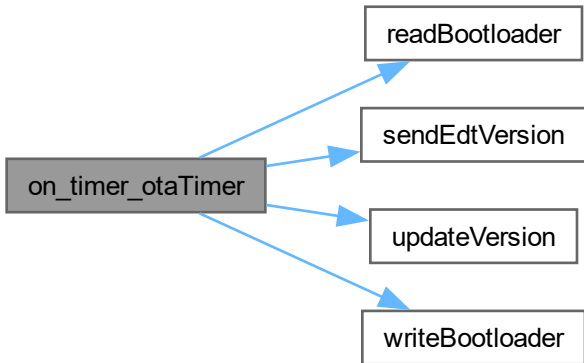 readBootloader
sendEdtVersion
on_timer_otaTimer
updateVersion
writeBootloader